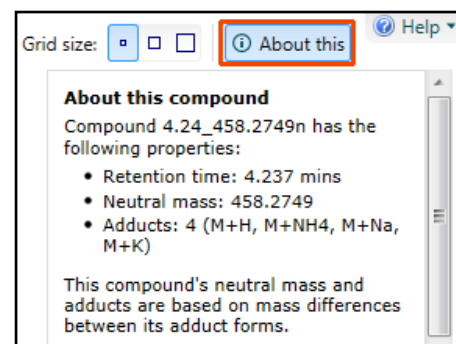 Help
Grid size: About this
About this compound
Compound 4.24_458.2749n has the
following properties:
• Retention time: 4.237 mins
• Neutral mass: 458.2749
• Adducts: 4 (M+H, M+NH4, M+Na,
M+K)
This compound's neutral mass and
adducts are based on mass differences
between its adduct forms.